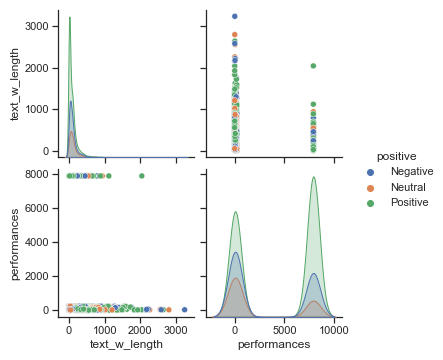 3000
2000
1000
0
text_w_length
8000
6000
4000
2000
0
performances
0 1000 2000 3000
text_w_length
0 5000 10000
performances
positive
Negative
Neutral
Positive